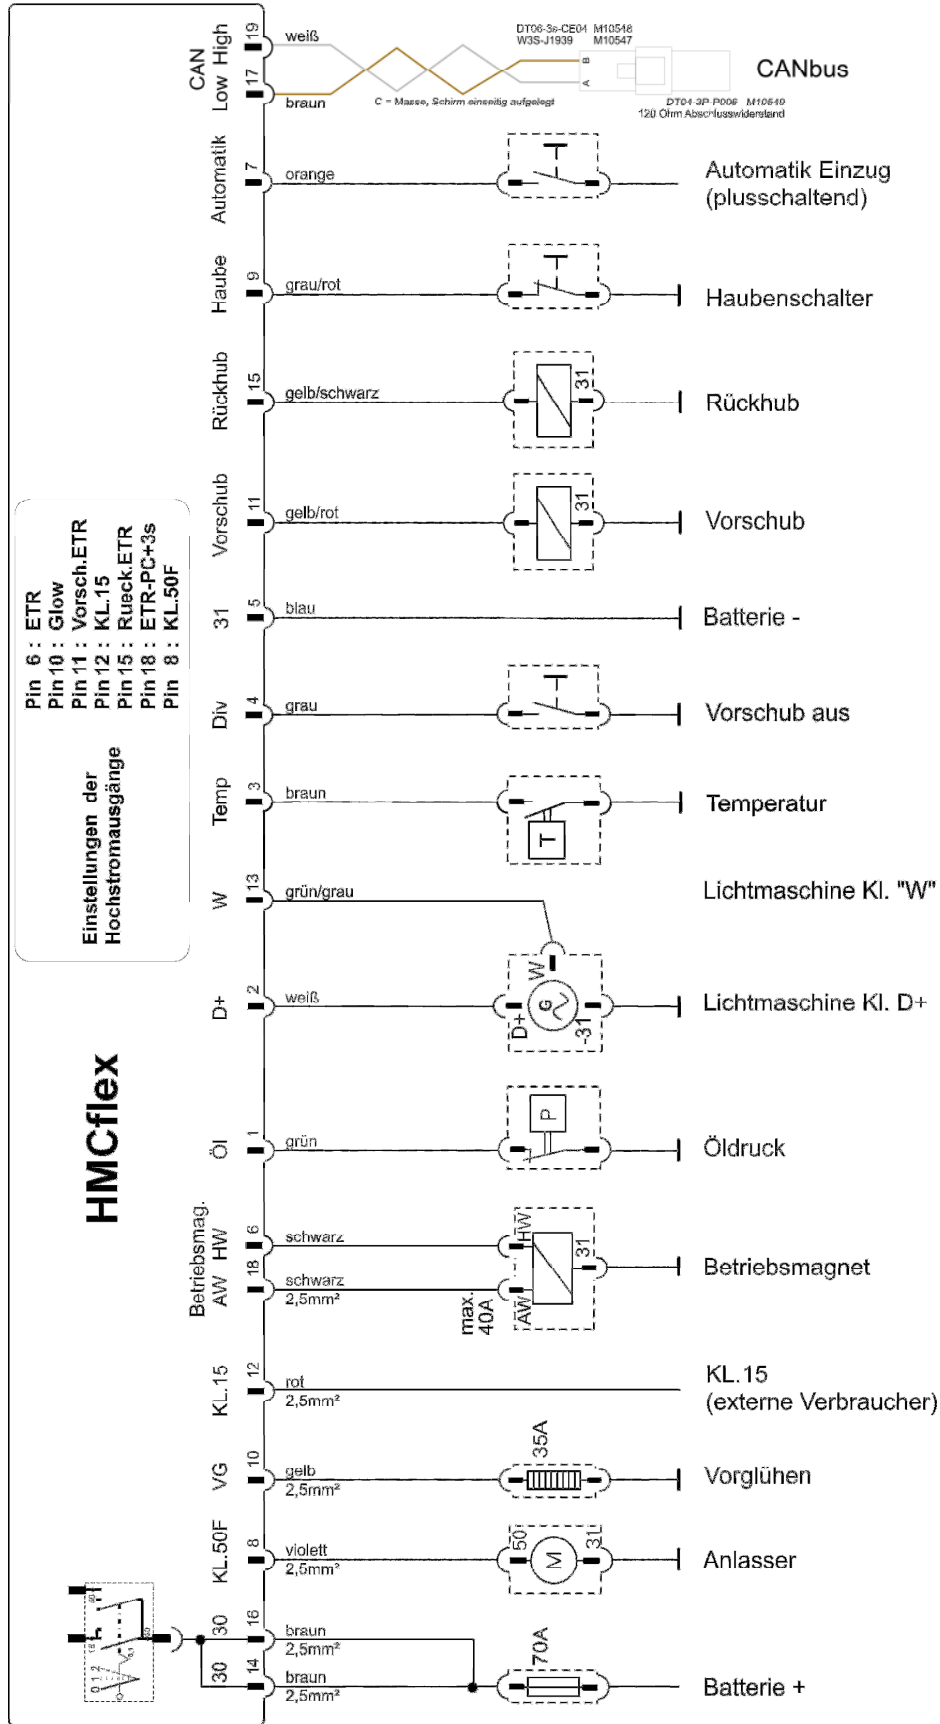 CAN
High
19
weiß
Low
17
braun
DT06-3s-CE04 M10548
W3S-J1939 M10547
B
A
C = Masse, Schirm einseitig aufgelegt
DT04-3P-P006 M10549
120 Ohm Abschlusswiderstand
CANbus
Automatik
7
orange
Automatik Einzug
(plusschaltend)
Haube
9
grau/rot
Haubenschalter
Rückhub
15
gelb/schwarz
31
Rückhub
Vorschub
11
gelb/rot
31
Vorschub
31
5
blau
Batterie -
Div
4
grau
Vorschub aus
Temp
3
braun
T
Temperatur
W
13
grün/grau
Lichtmaschine Kl. "W"
D+
2
weiß
D+
W
G
-31
Lichtmaschine Kl. D+
Öl
1
grün
P
Öldruck
Betriebsmag.
HW
6
schwarz
HW
AW
18
schwarz
2,5mm²
max.
40A
AW
31
Betriebsmagnet
KL.15
12
rot
2,5mm²
KL.15
(externe Verbraucher)
VG
10
gelb
2,5mm²
35A
Vorglühen
KL.50F
8
violett
2,5mm²
50
M
31
Anlasser
30
16
braun
2,5mm²
30
14
braun
2,5mm²
70A
Batterie +
0 1 2
Einstellungen der
Hochstromausgänge
Pin 6 : ETR
Pin 10 : Glow
Pin 11 : Vorsch.ETR
Pin 12 : KL.15
Pin 15 : Rueck.ETR
Pin 18 : ETR-PC+3s
Pin 8 : KL.50F
HMCflex